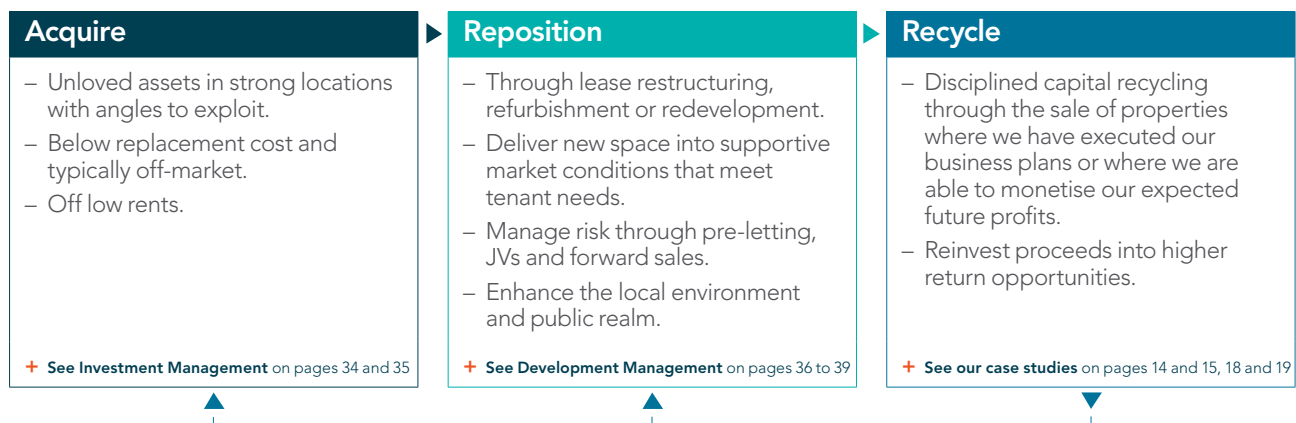 Acquire
– Unloved assets in strong locations
with angles to exploit.
– Below replacement cost and
typically off-market.
– Off low rents.
+ See Investment Management on pages 34 and 35
Reposition
– Through lease restructuring,
refurbishment or redevelopment.
– Deliver new space into supportive
market conditions that meet
tenant needs.
– Manage risk through pre-letting,
JVs and forward sales.
– Enhance the local environment
and public realm.
+ See Development Management on pages 36 to 39
Recycle
– Disciplined capital recycling
through the sale of properties
where we have executed our
business plans or where we are
able to monetise our expected
future profits.
– Reinvest proceeds into higher
return opportunities.
+ See our case studies on pages 14 and 15, 18 and 19